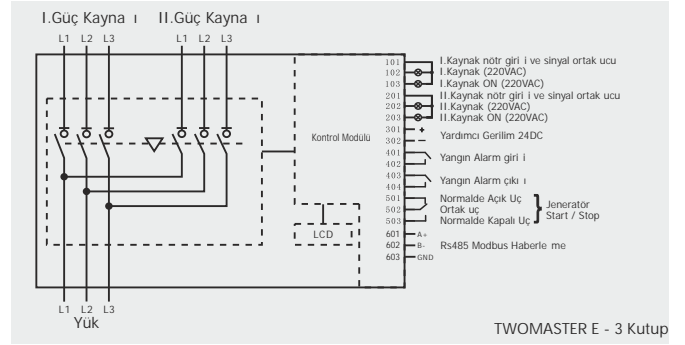 I.Güç Kayna ı II.Güç Kayna ı
L1 L2 L3 L1 L2 L3
101 I.Kaynak nötr giri i ve sinyal ortak ucu
102 I.Kaynak (220VAC)
103 I.Kaynak ON (220VAC)
201 II.Kaynak nötr giri i ve sinyal ortak ucu
202 II.Kaynak (220VAC)
203 II.Kaynak ON (220VAC)
301 +
Yardımcı Gerilim 24DC
302 −
Kontrol Modülü
401
Yangın Alarm giri i
402
403
Yangın Alarm çıkı ı
404
501 Normalde Açık Uç
502 Ortak uç
503 Normalde Kapalı Uç
} Jeneratör
Start / Stop
LCD
601 A+
602 B- Rs485 Modbus Haberle me
603 GND
L1 L2 L3
Yük
TWOMASTER E - 3 Kutup